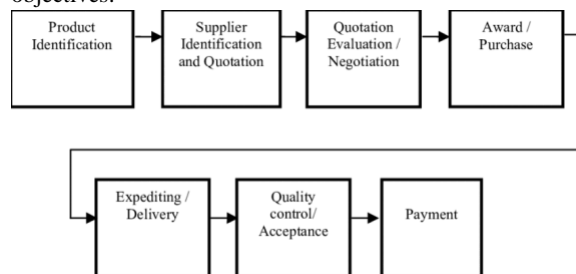 objectives.
Product
Identification
Supplier
Identification
and Quotation
Quotation
Evaluation /
Negotiation
Award /
Purchase
Expediting /
Delivery
Quality
control/
Acceptance
Payment